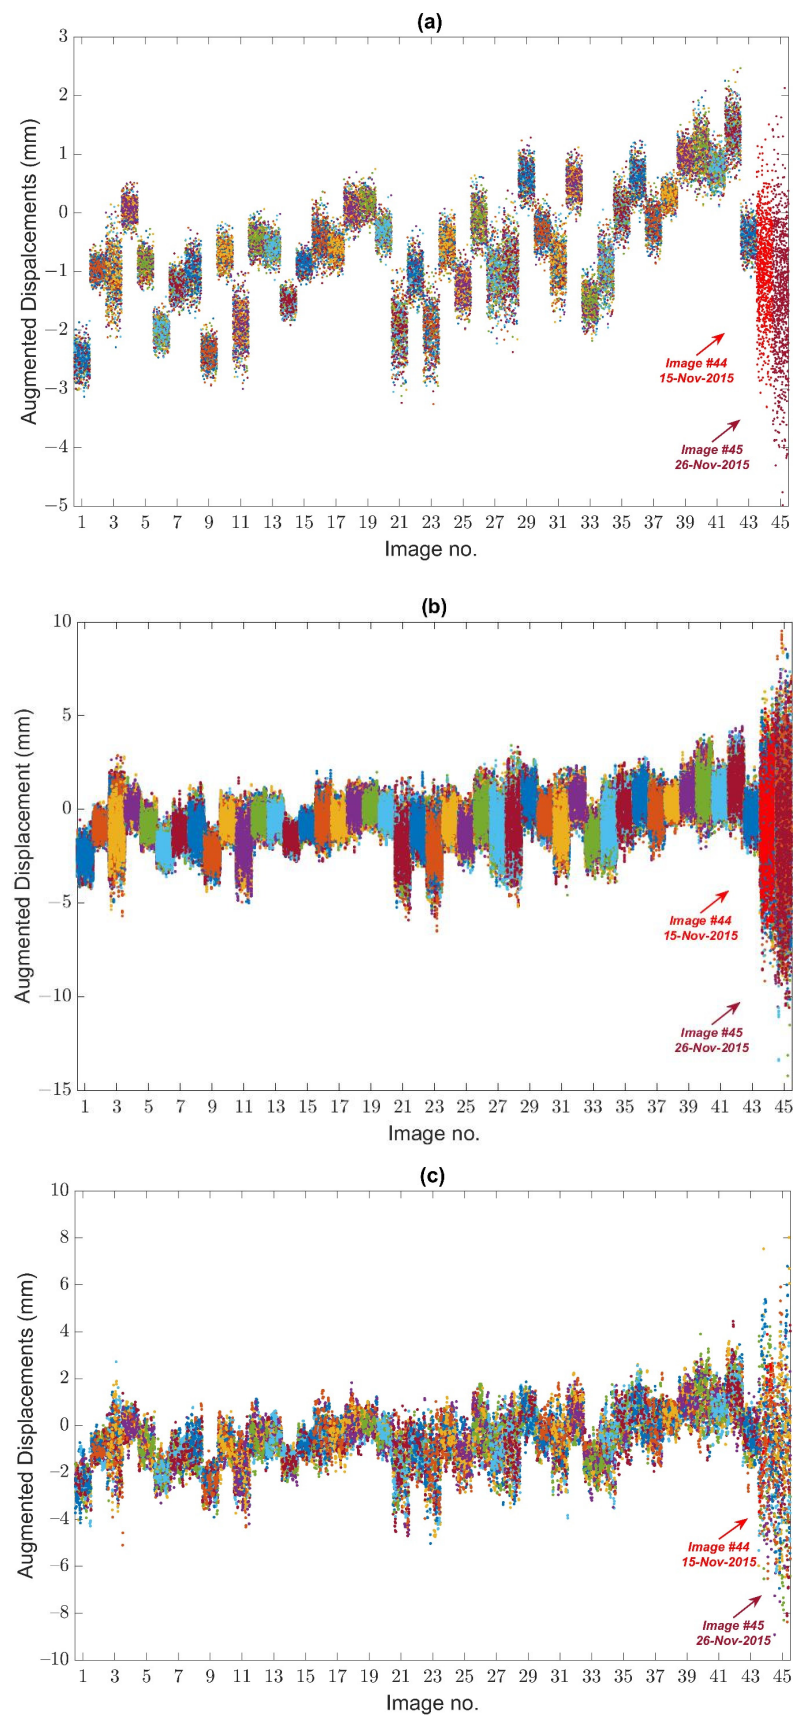 (a)
3
2
1
0
−1
−2
−3
−4
−5
Augmented Dispalcements (mm)
Image #44
15-Nov-2015
Image #45
26-Nov-2015
1 3 5 7 9 11 13 15 17 19 21 23 25 27 29 31 33 35 37 39 41 43 45
Image no.
(b)
10
5
0
−5
−10
−15
Augmented Displacement (mm)
Image #44
15-Nov-2015
Image #45
26-Nov-2015
1 3 5 7 9 11 13 15 17 19 21 23 25 27 29 31 33 35 37 39 41 43 45
Image no.
(c)
10
8
6
4
2
0
−2
−4
−6
−8
−10
Augmented Displacements (mm)
Image #44
15-Nov-2015
Image #45
26-Nov-2015
1 3 5 7 9 11 13 15 17 19 21 23 25 27 29 31 33 35 37 39 41 43 45
Image no.